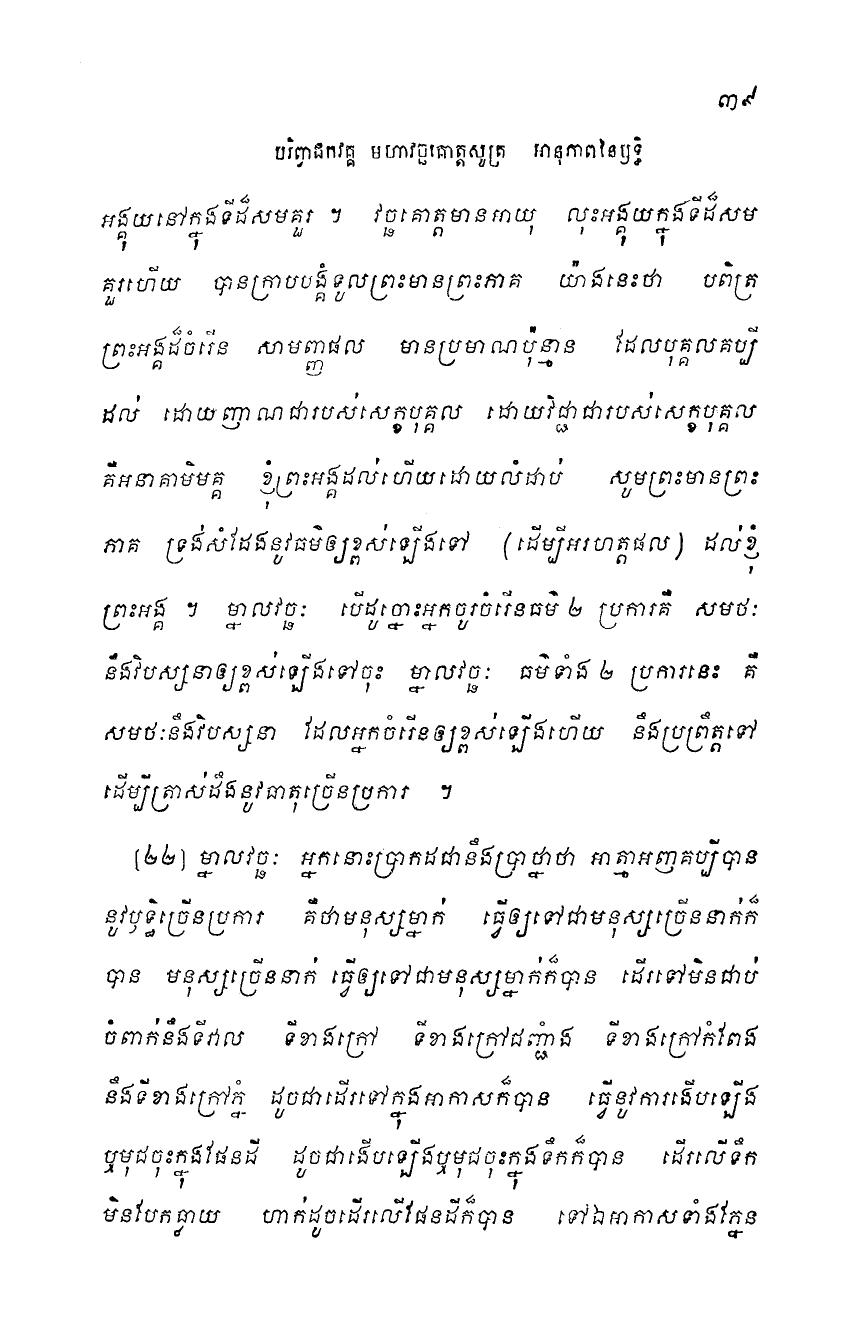 ៣៩
បរិព្វាជកវគ្គ មហាវច្ឆគោត្តសូត្រ អានុភាពនៃឫទ្ធិ
អង្គុយនៅក្នុងទីដ៏សមគួរ ។ វច្ឆគោត្តមានអាយុ លុះអង្គុយក្នុងទីដ៏សម
គួរហើយ បានក្រាបបង្គំទូលព្រះមានព្រះភាគ យ៉ាងនេះថា បពិត្រ
ព្រះអង្គដ៏ចំរើន សាមញ្ញផល មានប្រមាណប៉ុន្មាន ដែលបុគ្គលគប្បី
ដល់ ដោយញាណជារបស់សេក្ខបុគ្គល ដោយវិជ្ជាជារបស់សេក្ខបុគ្គល
គឺអនាគាមិមគ្គ ខ្ញុំព្រះអង្គដល់ហើយដោយលំដាប់ សូមព្រះមានព្រះ
ភាគ ទ្រង់សំដែងនូវធម៌ឲ្យខ្ពស់ឡើងទៅ (ដើម្បីអរហត្តផល) ដល់ខ្ញុំ
ព្រះអង្គ ។ ម្នាលវច្ឆៈ បើដូច្នោះអ្នកចូរចំរើនធម៌ ២ ប្រការគឺ សមថៈ
នឹងវិបស្សនាឲ្យខ្ពស់ឡើងទៅចុះ ម្នាលវច្ឆៈ ធម៌ទាំង ២ ប្រការនេះ គឺ
សមថៈនឹងវិបស្សនា ដែលអ្នកចំរើនឲ្យខ្ពស់ឡើងហើយ នឹងប្រព្រឹត្តទៅ
ដើម្បីត្រាស់ដឹងនូវធាតុច្រើនប្រការ ។
(២២) ម្នាលវច្ឆៈ អ្នកនោះប្រាកដជានឹងប្រាថ្នាថា អាត្មាអញគប្បីបាន
នូវឫទ្ធិច្រើនប្រការ គឺថាមនុស្សម្នាក់ ធ្វើឲ្យទៅជាមនុស្សច្រើននាក់ក៏
បាន មនុស្សច្រើននាក់ ធ្វើឲ្យទៅជាមនុស្សម្នាក់ក៏បាន ដើរទៅមិនជាប់
ចំពាក់នឹងទីវាល ទីខាងក្រៅ ទីខាងក្រៅជញ្ជាំង ទីខាងក្រៅកំពែង
នឹងទីខាងក្រៅភ្នំ ដូចជាដើរទៅក្នុងអាកាសក៏បាន ធ្វើនូវការងើបឡើង
ឬមុជចុះក្នុងផែនដី ដូចជាងើបឡើងឬមុជចុះក្នុងទឹកក៏បាន ដើរលើទឹក
មិនបែកធ្លាយ ហាក់ដូចដើរលើផែនដីក៏បាន ទៅឯអាកាសទាំងភ្នែន